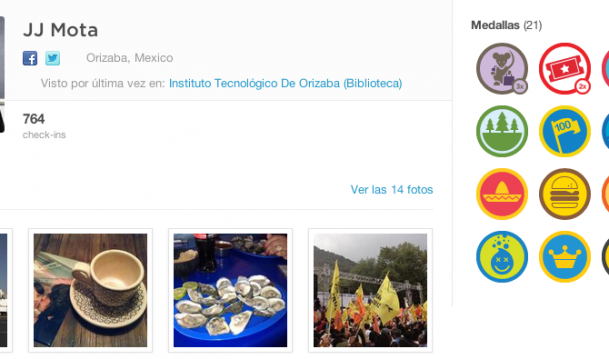 JJ Mota
Orizaba, Mexico
Visto por última vez en: Instituto Tecnológico De Orizaba (Biblioteca)
764
check-ins
Ver las 14 fotos
Medallas (21)
3x
2x
100